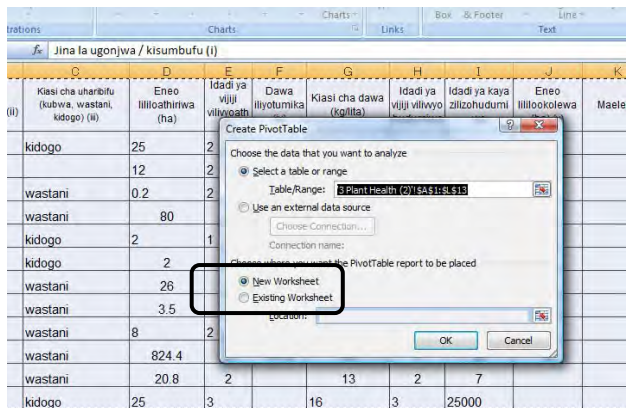 Charts Box & Footer Line
trations Charts Links Text
fx Jina la ugonjwa / kisumbufu (i)
C D E F G H I J K
(ii) Kiasi cha uharibifu (kubwa, wastani, kidogo) (iii) Eneo lililoathiriwa (ha) Idadi ya vijiji vilivyoath Dawa iliyotumika Kiasi cha dawa (kg/lita) Idadi ya vijiji vilivyo Idadi ya kaya zilizohudumi Eneo lililookolewa Maele
Create PivotTable
kidogo 25 2
Choose the data that you want to analyze
12 2
Select a table or range
wastani 0.2 2
Table/Range: '3 Plant Health (2)'!$A$1:$L$13
wastani 80
Use an external data source
Choose Connection...
kidogo 2 1
Connection name:
kidogo 2
Choose where you want the PivotTable report to be placed
wastani 26
New Worksheet
wastani 3.5
Existing Worksheet
Location:
wastani 8 2
OK Cancel
wastani 824.4
wastani 20.8 2 13 2 7
kidogo 25 3 16 3 25000